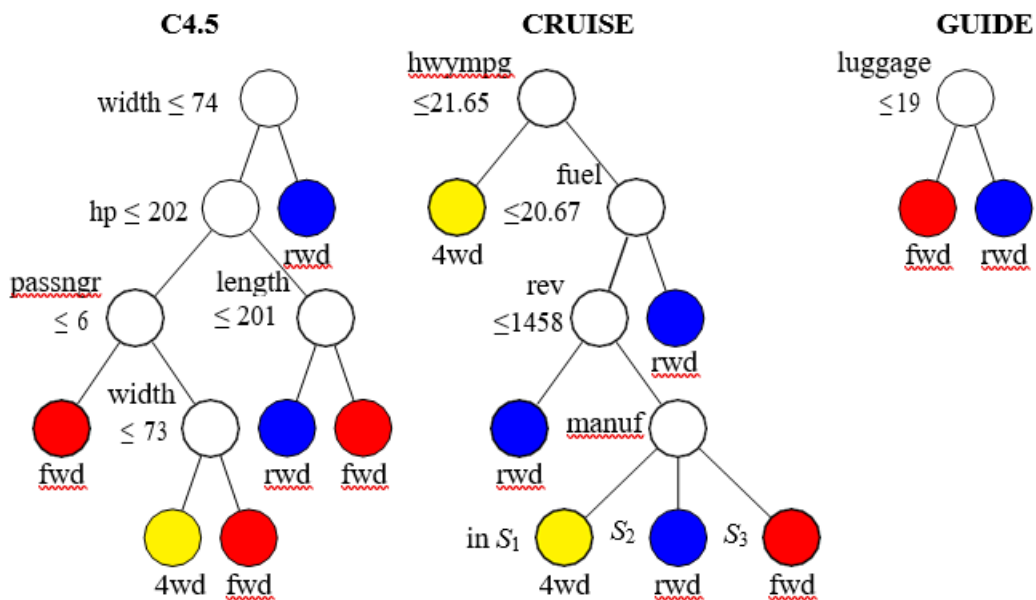 C4.5
width ≤ 74
hp ≤ 202
rwd
passngr
≤ 6
length
≤ 201
fwd
width
≤ 73
rwd
fwd
4wd
fwd
CRUISE
hwympg
≤21.65
4wd
fuel
≤20.67
rev
≤1458
rwd
rwd
manuf
in S₁
S₂
S₃
4wd
rwd
fwd
GUIDE
luggage
≤19
fwd
rwd